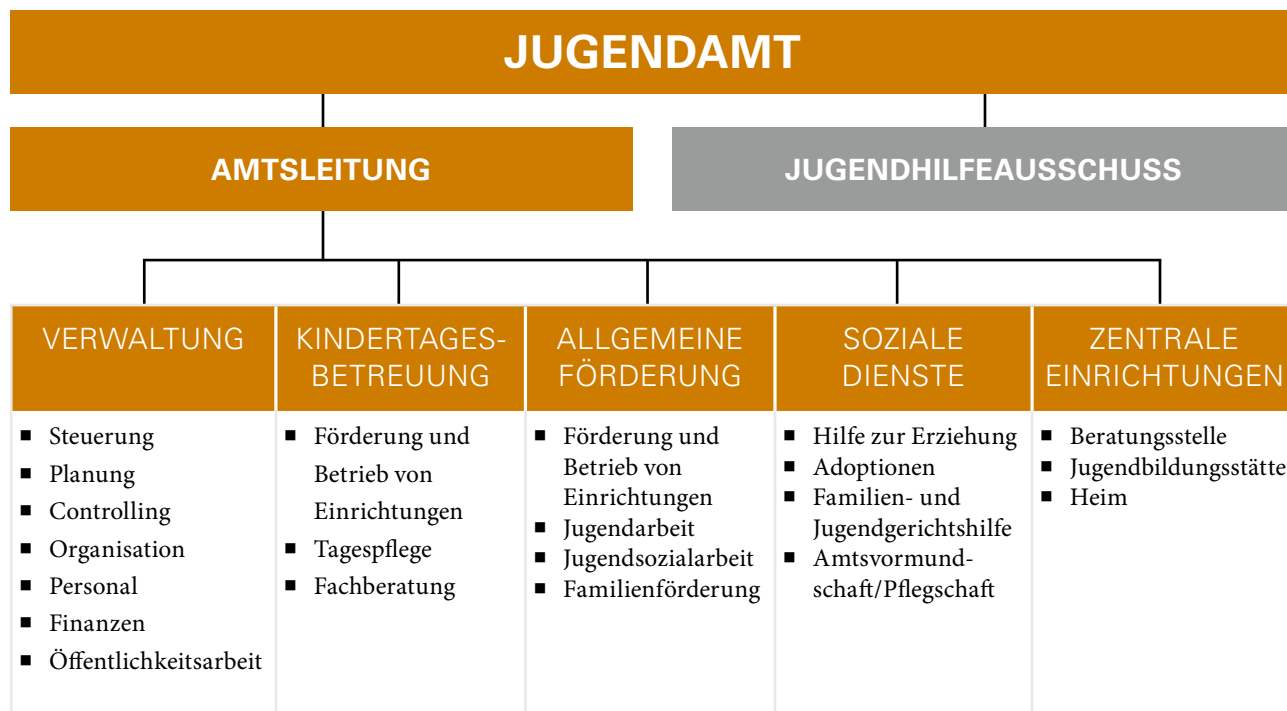 JUGENDAMT
AMTSLEITUNG
JUGENDHILFEAUSSCHUSS
VERWALTUNG
▪ Steuerung
▪ Planung
▪ Controlling
▪ Organisation
▪ Personal
▪ Finanzen
▪ Öffentlichkeitsarbeit
KINDERTAGES-
BETREUUNG
▪ Förderung und
Betrieb von
Einrichtungen
▪ Tagespflege
▪ Fachberatung
ALLGEMEINE
FÖRDERUNG
▪ Förderung und
Betrieb von
Einrichtungen
▪ Jugendarbeit
▪ Jugendsozialarbeit
▪ Familienförderung
SOZIALE
DIENSTE
▪ Hilfe zur Erziehung
▪ Adoptionen
▪ Familien- und
Jugendgerichtshilfe
▪ Amtsvormund-
schaft/Pflegschaft
ZENTRALE
EINRICHTUNGEN
▪ Beratungsstelle
▪ Jugendbildungsstätte
▪ Heim